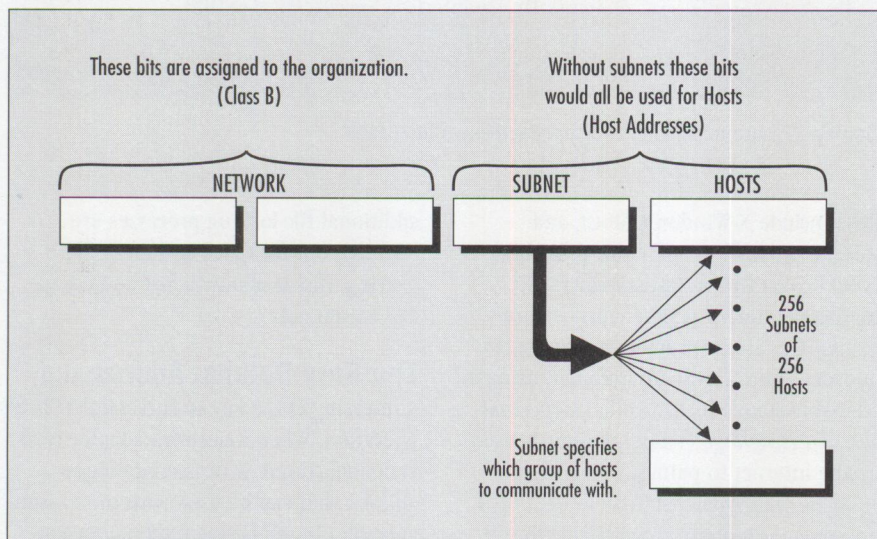 These bits are assigned to the organization.
(Class B)
Without subnets these bits
would all be used for Hosts
(Host Addresses)
NETWORK
SUBNET
HOSTS
256
Subnets
of
256
Hosts
Subnet specifies
which group of hosts
to communicate with.